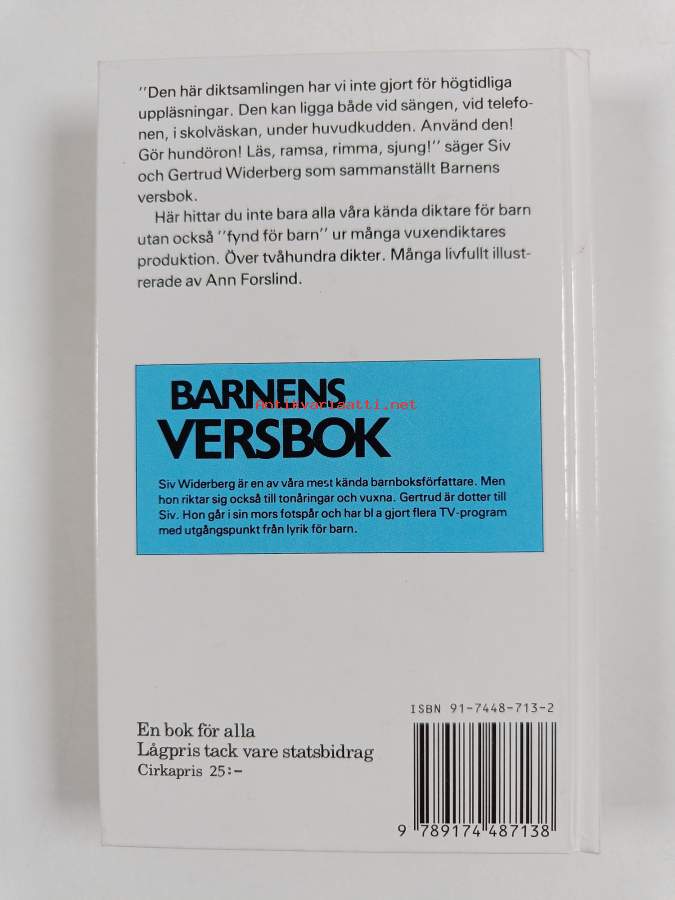 "Den här diktsamlingen har vi inte gjort för högtidliga
uppläsningar. Den kan ligga både vid sängen, vid telefo-
nen, i skolväskan, under huvudkudden. Använd den!
Gör hundöron! Läs, ramsa, rimma, sjung!" säger Siv
och Gertrud Widerberg som sammanställt Barnens
versbok.
Här hittar du inte bara alla våra kända diktare för barn
utan också "fynd för barn" ur många vuxendiktares
produktion. Över tvåhundra dikter. Många livfullt illust-
rerade av Ann Forslind.
BARNENS
Antikvariaatti.net
VERSBOK
Siv Widerberg är en av våra mest kända barnboksförfattare. Men
hon riktar sig också till tonåringar och vuxna. Gertrud är dotter till
Siv. Hon går i sin mors fotspår och har bl a gjort flera TV-program
med utgångspunkt från lyrik för barn.
En bok för alla
Lågpris tack vare statsbidrag
Cirkapris 25:–
ISBN 91-7448-713-2
9 789174 487138